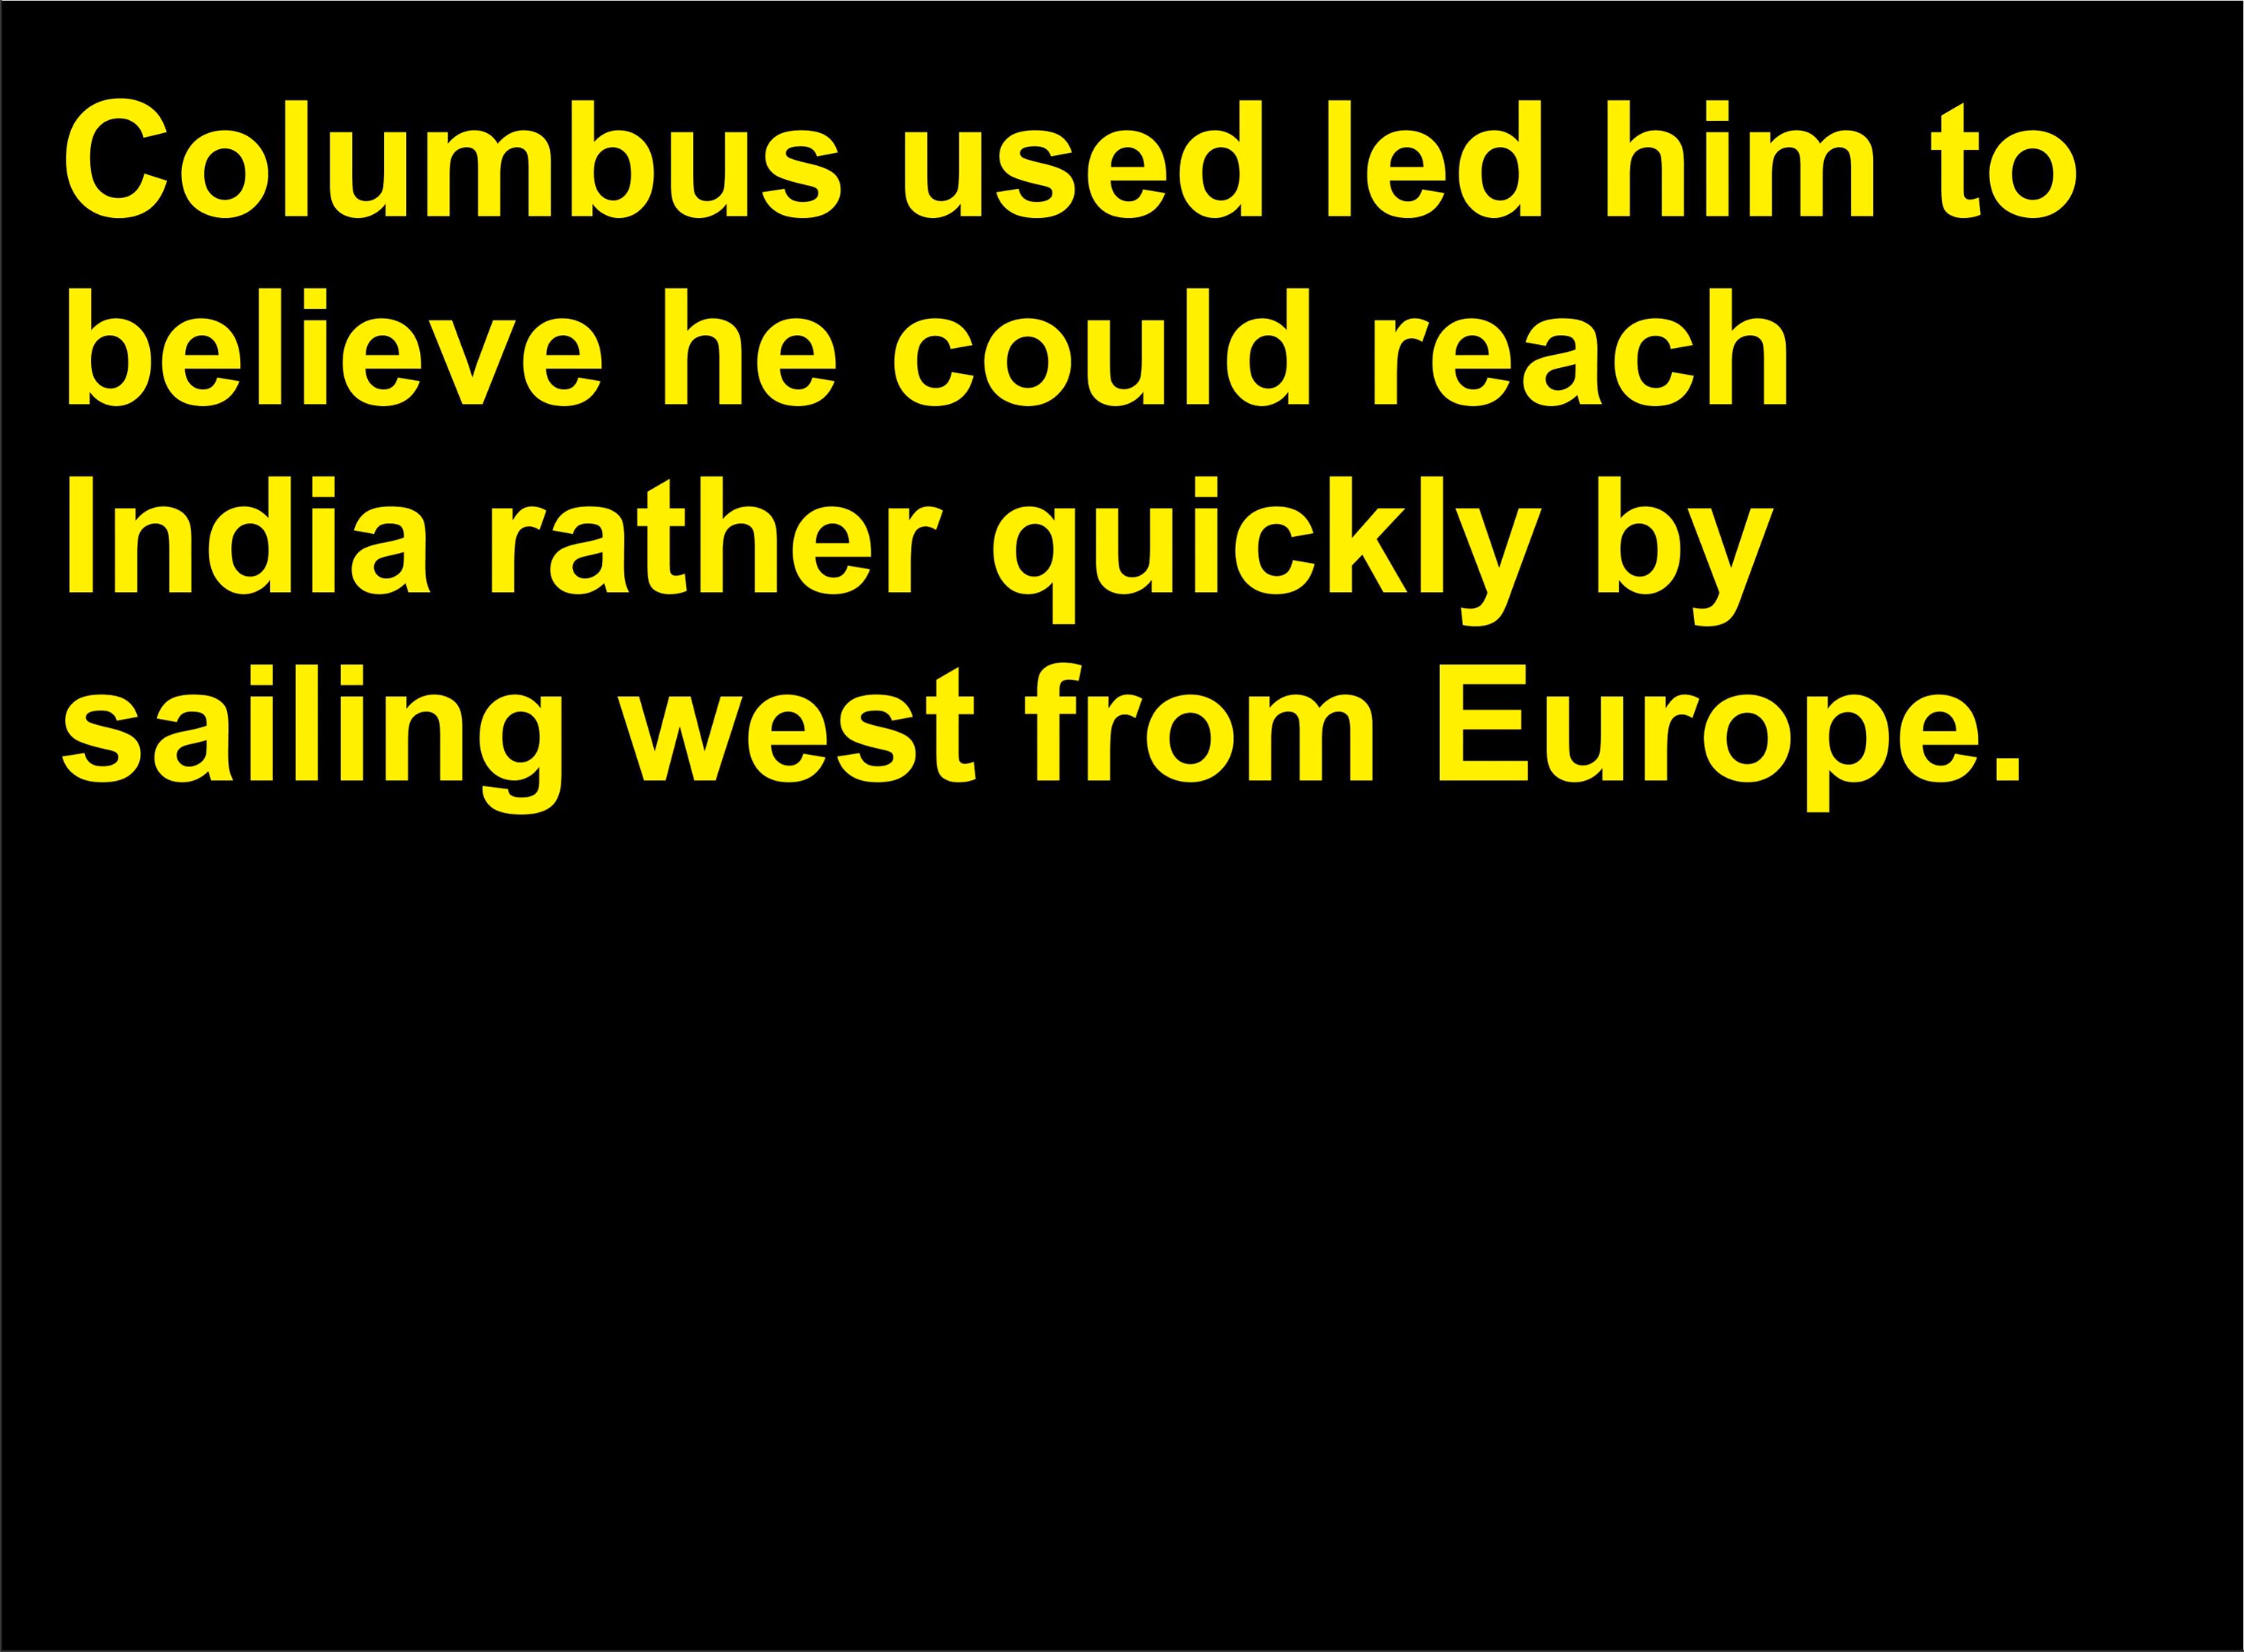 Columbus used led him to
believe he could reach
India rather quickly by
sailing west from Europe.